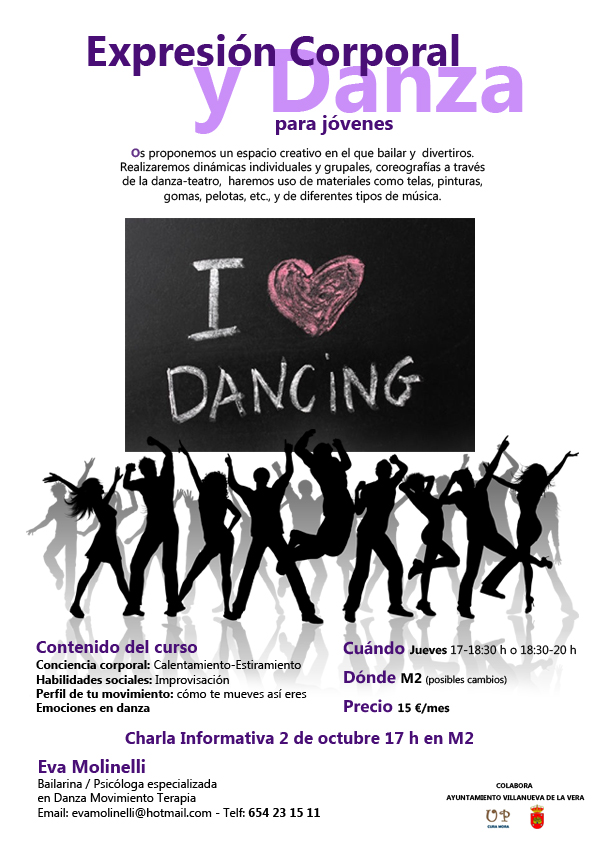 Expresión Corporal
y Danza
para jóvenes
Os proponemos un espacio creativo en el que bailar y divertiros.
Realizaremos dinámicas individuales y grupales, coreografías a través
de la danza-teatro, haremos uso de materiales como telas, pinturas,
gomas, pelotas, etc., y de diferentes tipos de música.
I
DANCING
Contenido del curso
Conciencia corporal: Calentamiento-Estiramiento
Habilidades sociales: Improvisación
Perfil de tu movimiento: cómo te mueves así eres
Emociones en danza
Cuándo Jueves 17-18:30 h o 18:30-20 h
Dónde M2 (posibles cambios)
Precio 15 €/mes
Charla Informativa 2 de octubre 17 h en M2
Eva Molinelli
Bailarina / Psicóloga especializada
en Danza Movimiento Terapia
Email: evamolinelli@hotmail.com - Telf: 654 23 15 11
COLABORA
AYUNTAMIENTO VILLANUEVA DE LA VERA
UP